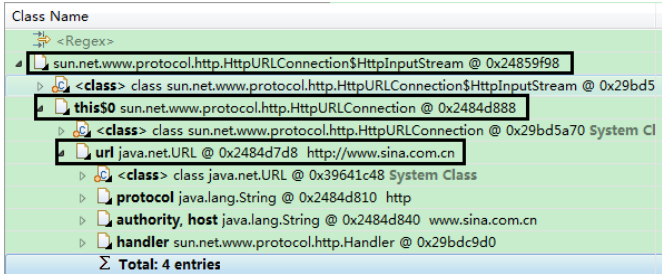 Class Name
<Regex>
sun.net.www.protocol.http.HttpURLConnection$HttpInputStream @ 0x24859f98
<class> class sun.net.www.protocol.http.HttpURLConnection$HttpInputStream @ 0x29bd5
this$0 sun.net.www.protocol.http.HttpURLConnection @ 0x2484d888
<class> class sun.net.www.protocol.http.HttpURLConnection @ 0x29bd5a70 System Cl
url java.net.URL @ 0x2484d7d8 http://www.sina.com.cn
<class> class java.net.URL @ 0x39641c48 System Class
protocol java.lang.String @ 0x2484d810 http
authority, host java.lang.String @ 0x2484d840 www.sina.com.cn
handler sun.net.www.protocol.http.Handler @ 0x29bdc9d0
Σ Total: 4 entries